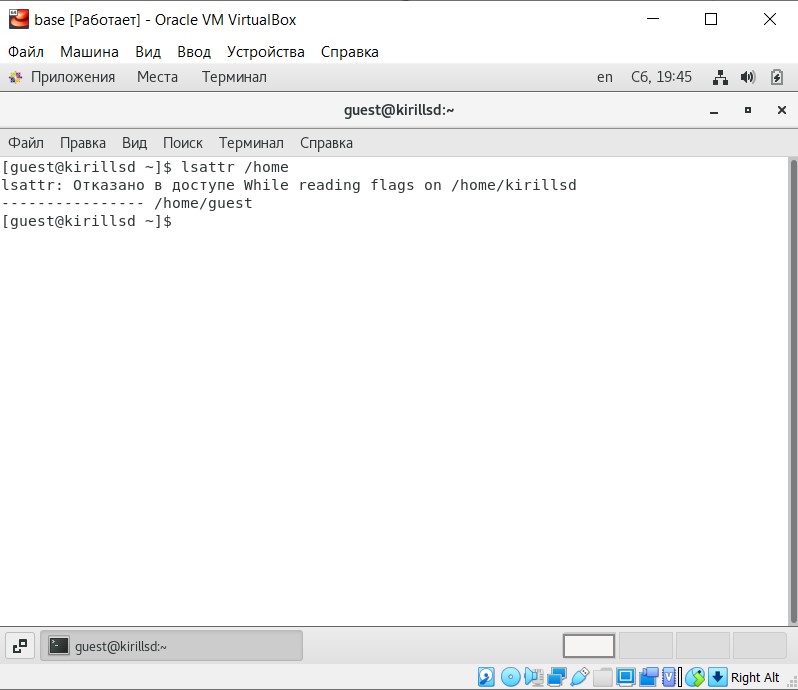 base [Работает] - Oracle VM VirtualBox
Файл Машина Вид Ввод Устройства Справка
Приложения Места Терминал en Сб, 19:45
guest@kirillsd:~
Файл Правка Вид Поиск Терминал Справка
[guest@kirillsd ~]$ lsattr /home
lsattr: Отказано в доступе While reading flags on /home/kirillsd
---------------- /home/guest
[guest@kirillsd ~]$
guest@kirillsd:~
Right Alt